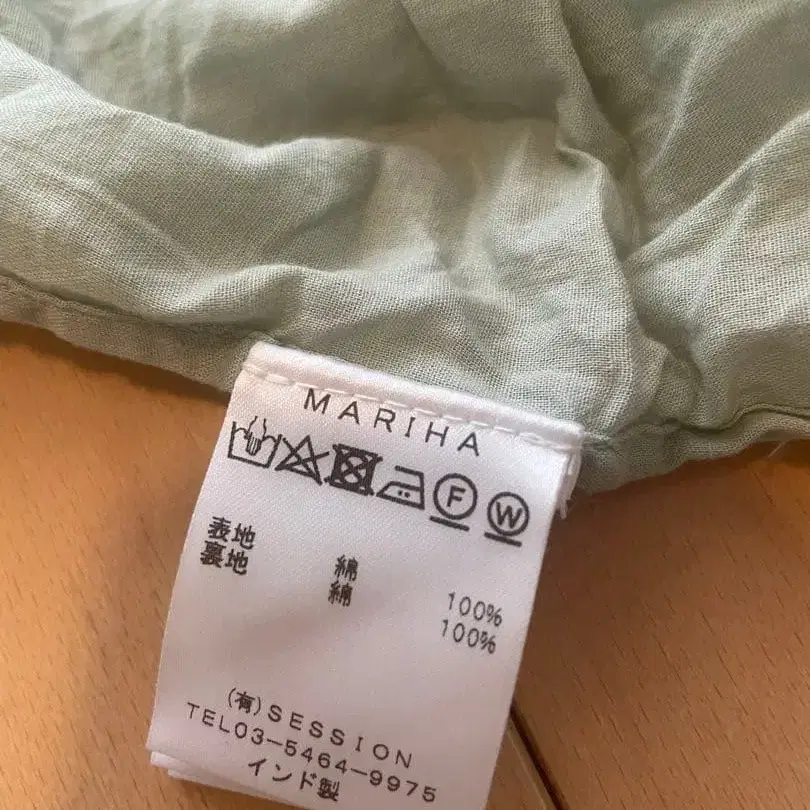 MARIHA
F W
表地 綿 100%
裏地 綿 100%
(有)SESSION
TEL03-5464-9975
インド製